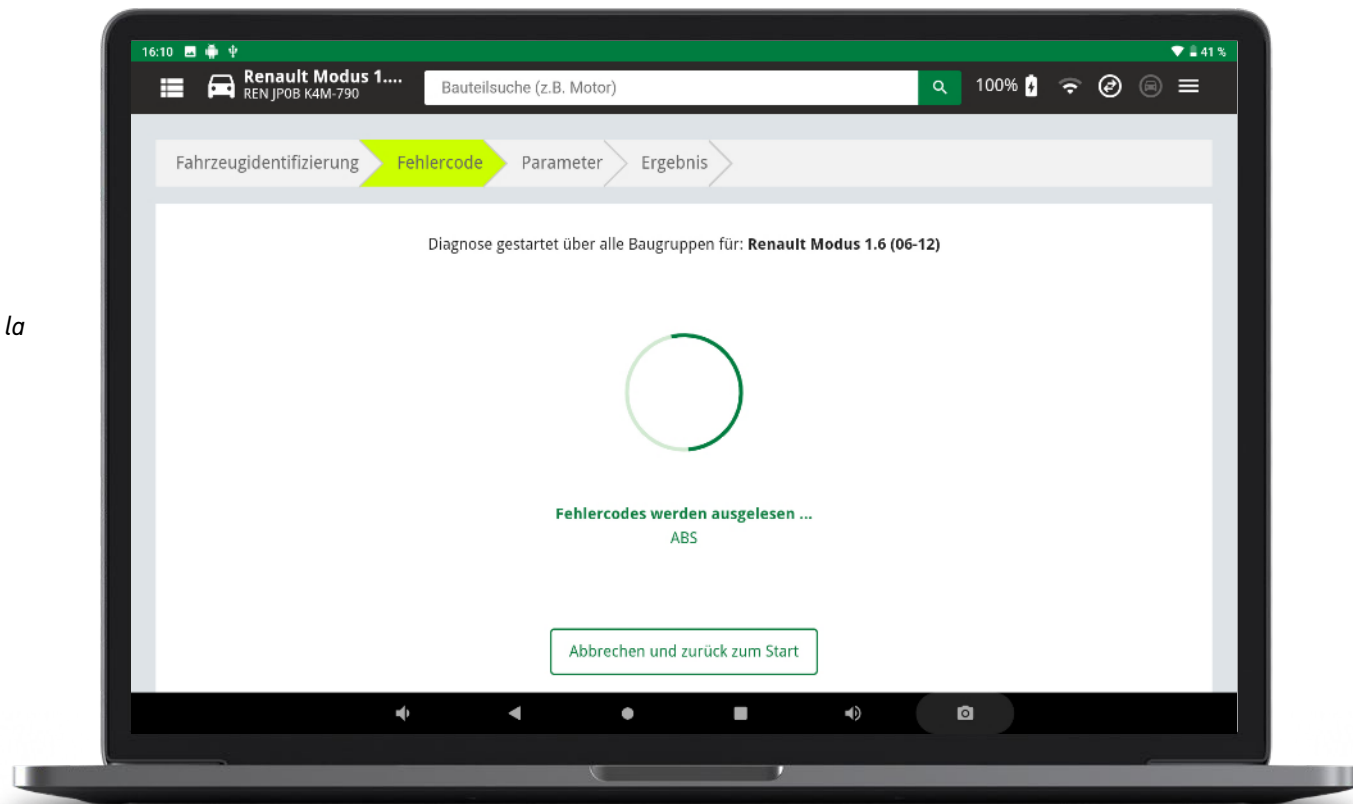 16:10
41 %
Renault Modus 1....
REN JP0B K4M-790
Bauteilsuche (z.B. Motor)
100%
Fahrzeugidentifizierung
Fehlercode
Parameter
Ergebnis
Diagnose gestartet über alle Baugruppen für: Renault Modus 1.6 (06-12)
la
Fehlercodes werden ausgelesen ...
ABS
Abbrechen und zurück zum Start